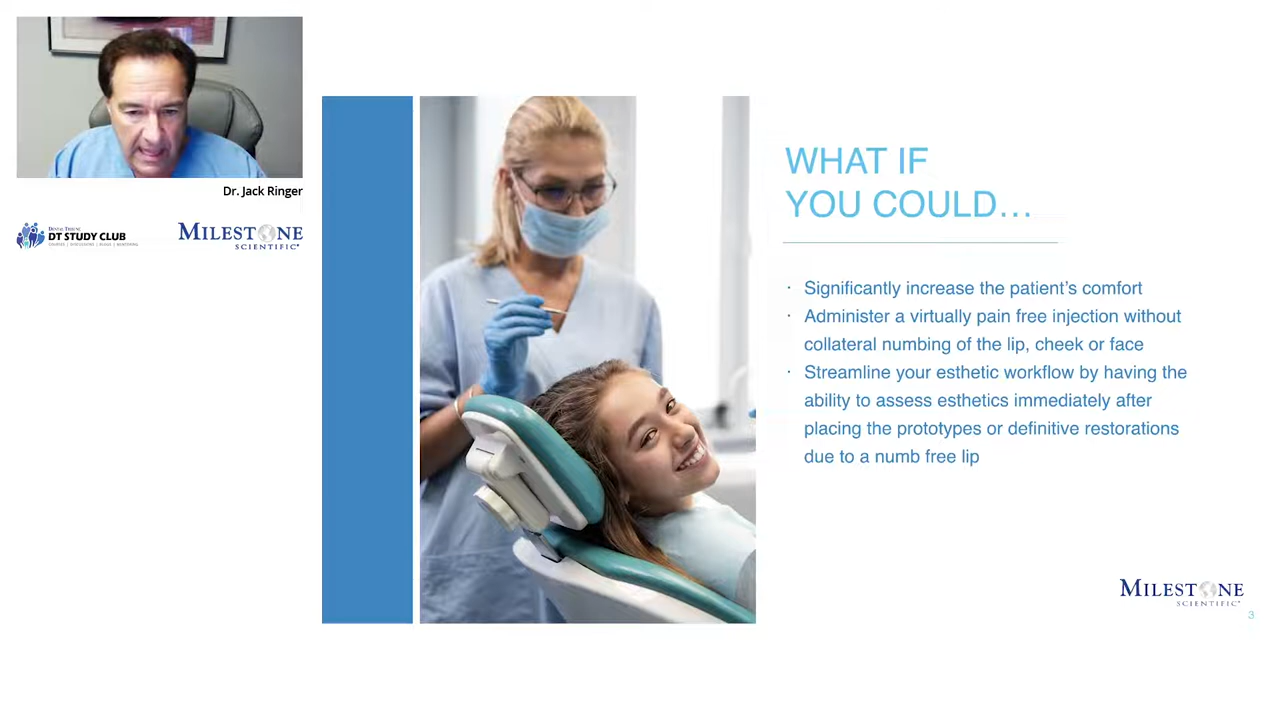 Dr. Jack Ringer
DENTAL TRIBUNE
DT STUDY CLUB
MILESTONE
SCIENTIFIC
WHAT IF
YOU COULD…
· Significantly increase the patient’s comfort
· Administer a virtually pain free injection without
collateral numbing of the lip, cheek or face
· Streamline your esthetic workflow by having the
ability to assess esthetics immediately after
placing the prototypes or definitive restorations
due to a numb free lip
MILESTONE
SCIENTIFIC
3